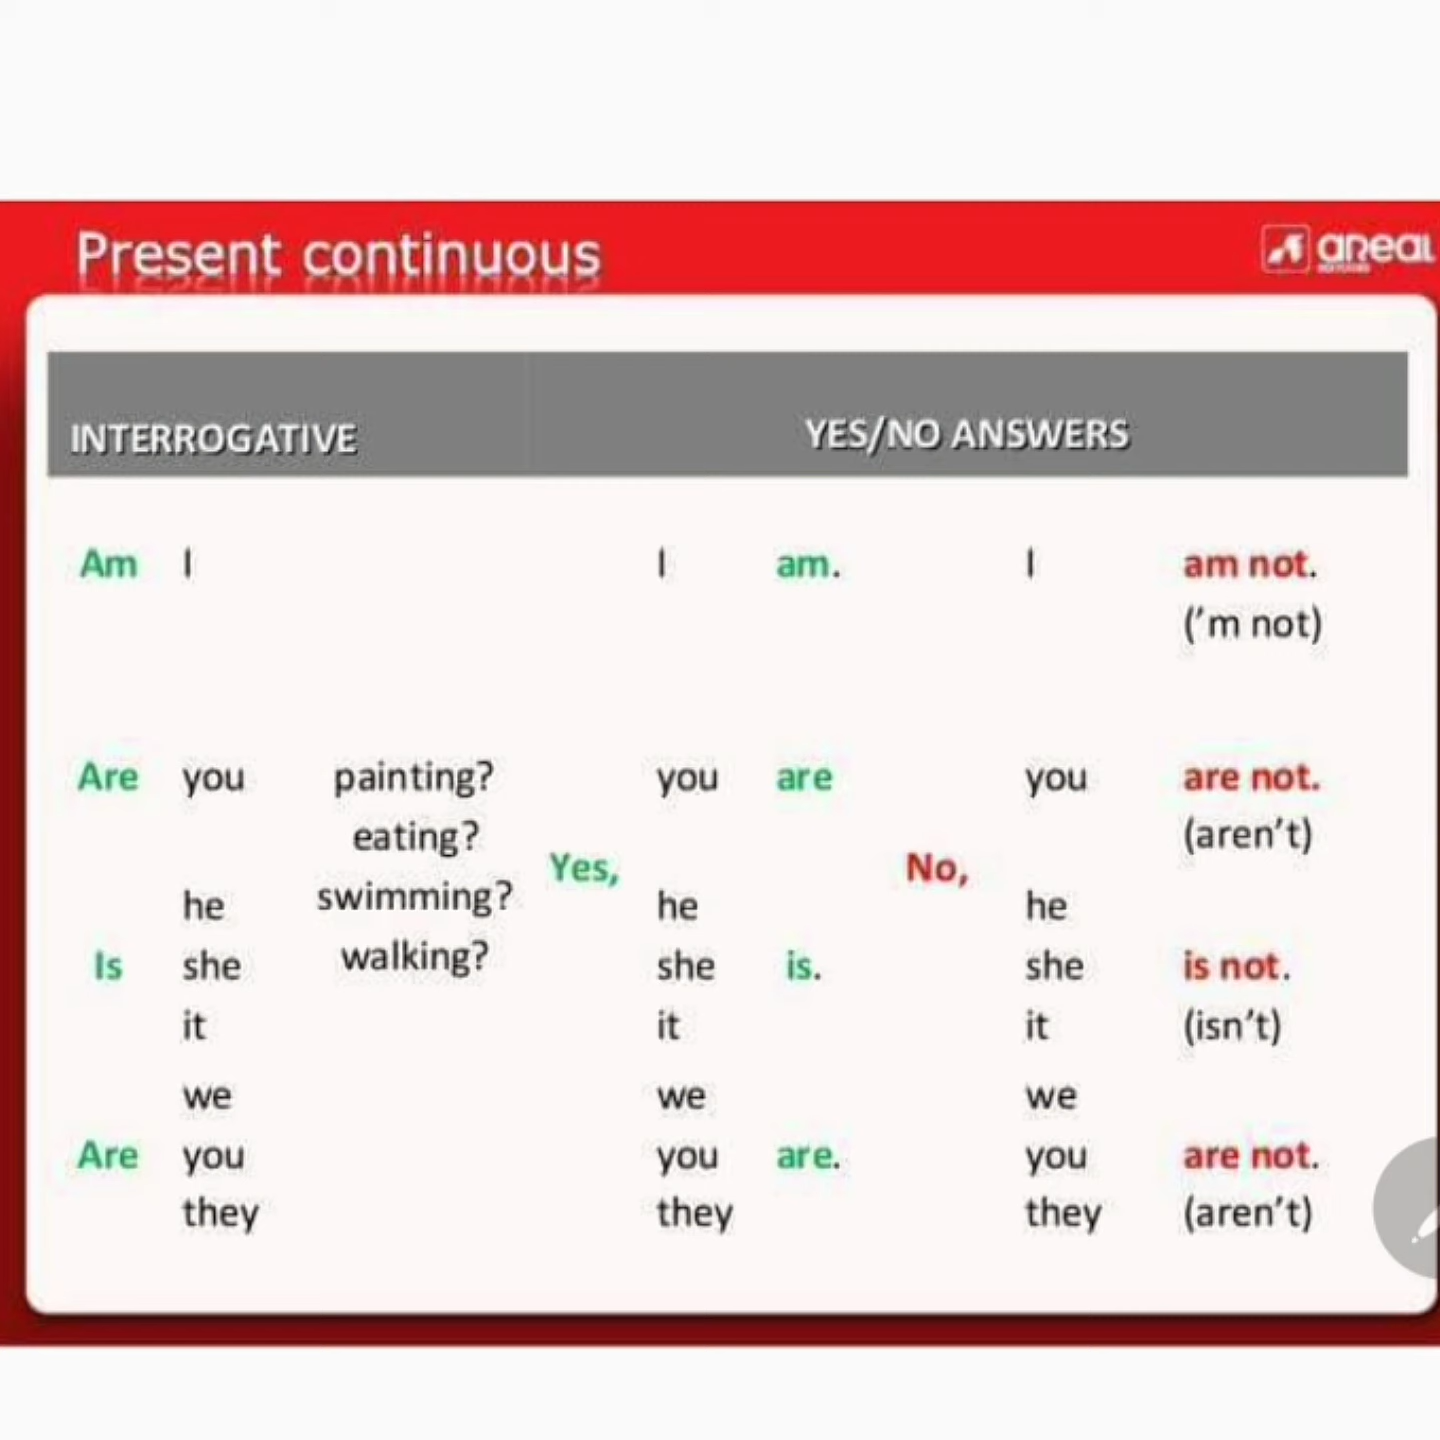 Present continuous
areal
INTERROGATIVE YES/NO ANSWERS
Am I I am. I am not.
('m not)
Are you painting? you are you are not.
eating? (aren't)
Yes, No,
he swimming? he he
Is she walking? she is. she is not.
it it it (isn't)
we we we
Are you you are. you are not.
they they they (aren't)